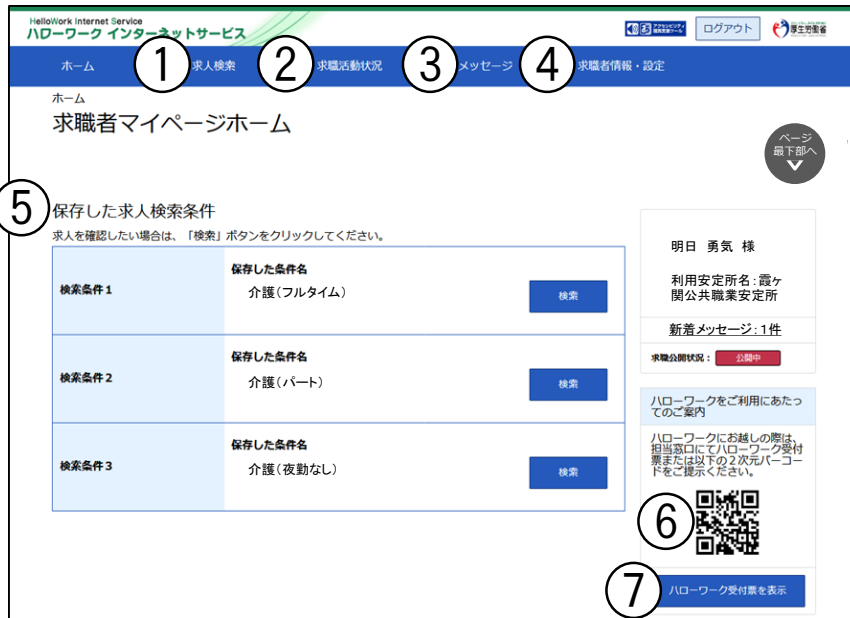 HelloWork Internet Service
ハローワーク インターネットサービス
アクセシビリティ
閲覧支援ツール
ログアウト
厚生労働省
ホーム
① 求人検索
② 求職活動状況
③ メッセージ
④ 求職者情報・設定
ホーム
求職者マイページホーム
ページ
最下部へ
⑤ 保存した求人検索条件
求人を確認したい場合は、「検索」ボタンをクリックしてください。
検索条件1
保存した条件名
介護(フルタイム)
検索
検索条件2
保存した条件名
介護(パート)
検索
検索条件3
保存した条件名
介護(夜勤なし)
検索
明日 勇気 様
利用安定所名:霞ヶ
関公共職業安定所
新着メッセージ:1件
求職公開状況:
公開中
ハローワークをご利用にあたっ
てのご案内
ハローワークにお越しの際は、
担当窓口にてハローワーク受付
票または以下の2次元バーコー
ドをご提示ください。
⑥
⑦ ハローワーク受付票を表示